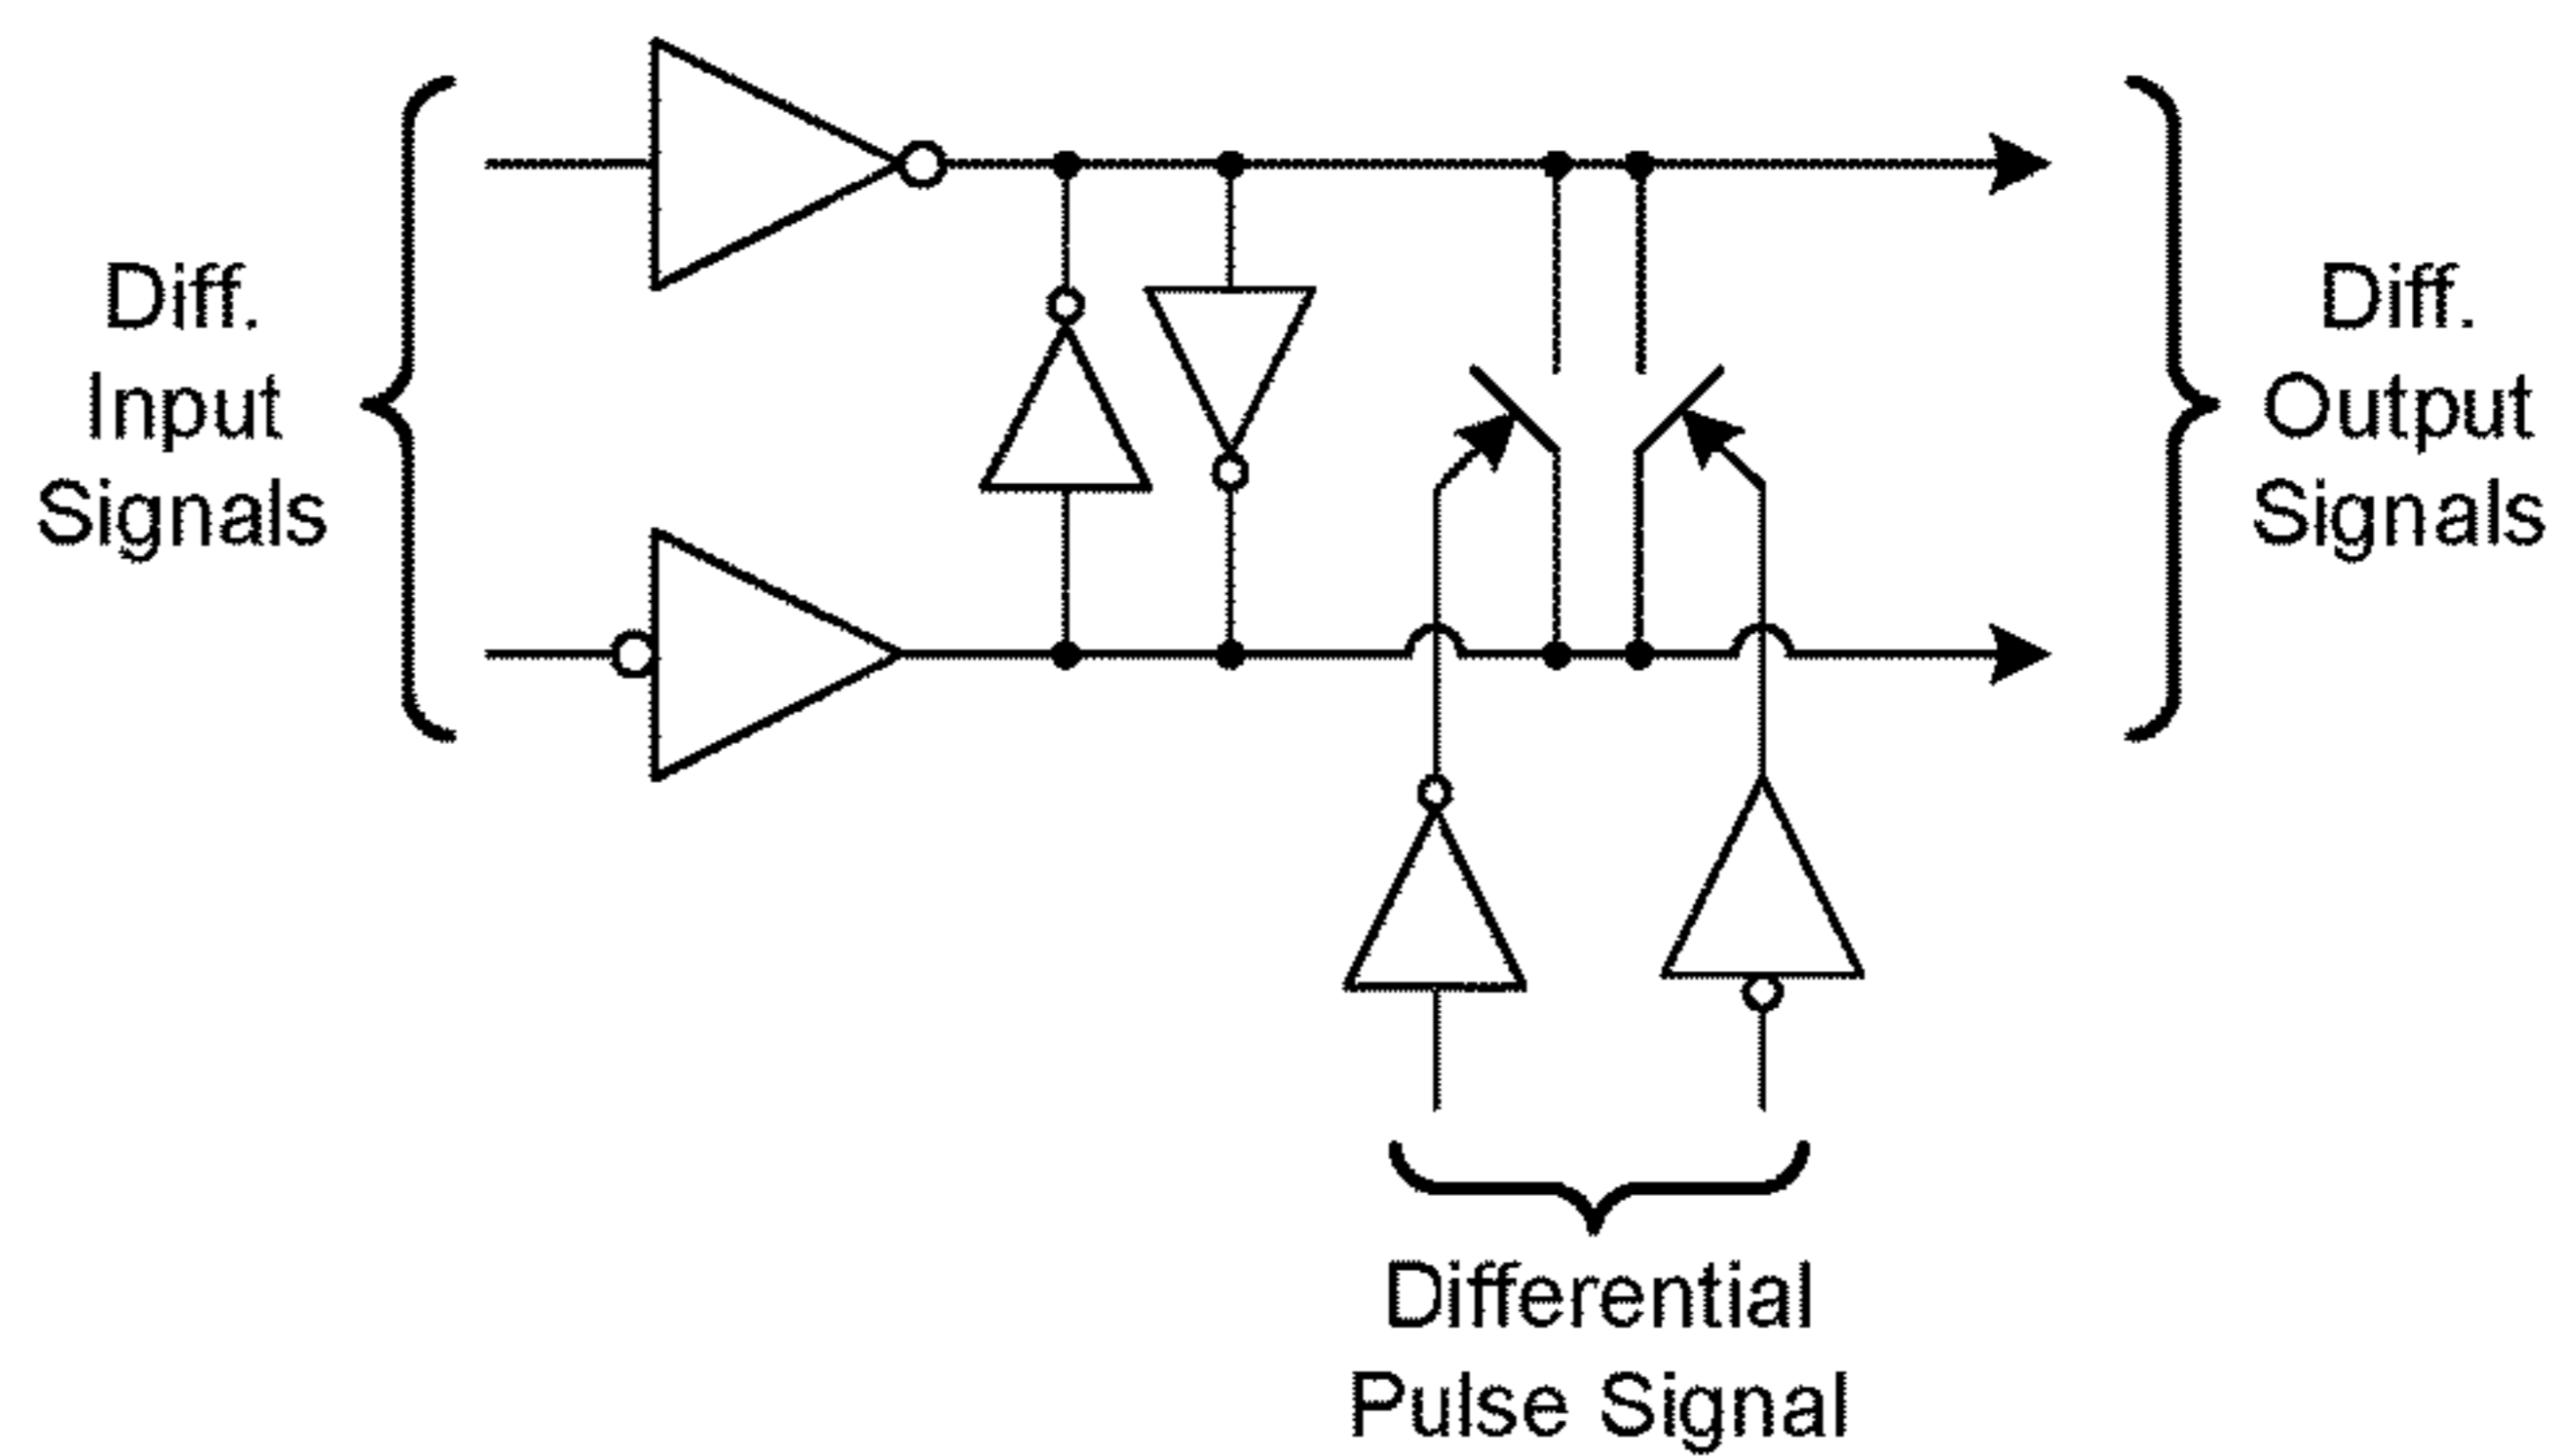 Diff.
Input
Signals
Diff.
Output
Signals
Differential
Pulse Signal